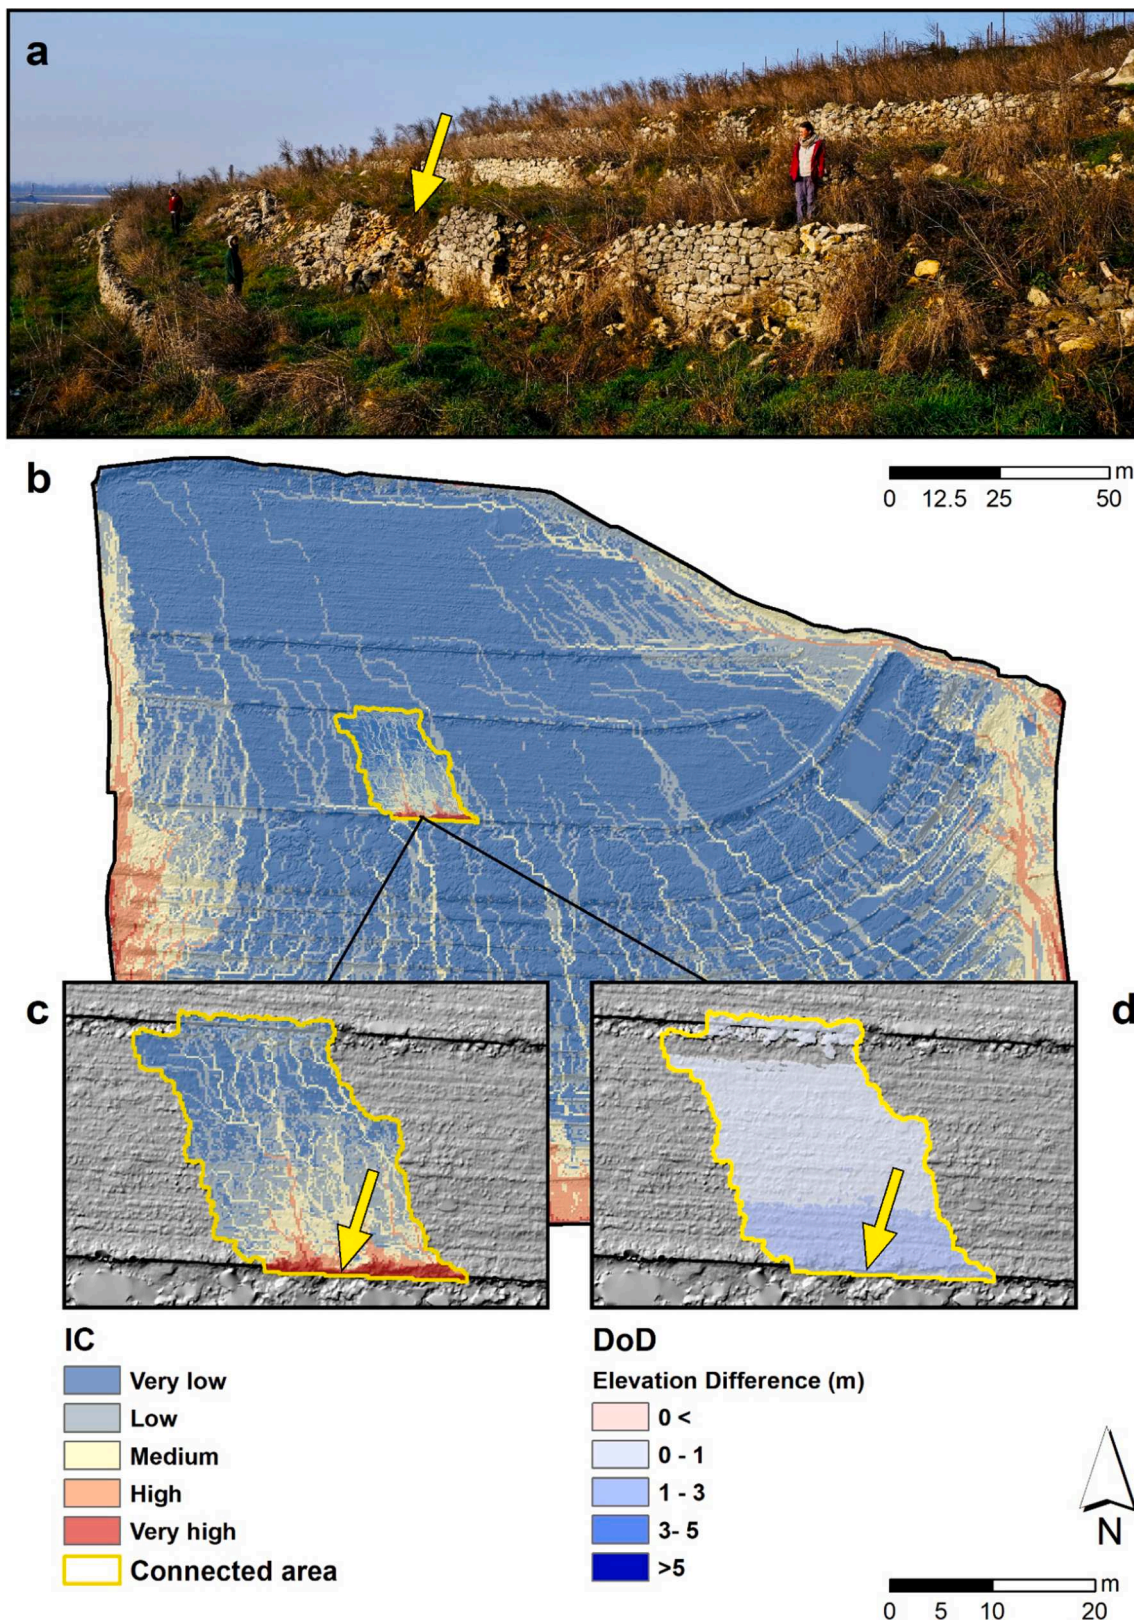 a
b
m
0 12.5 25 50
c
d
IC
Very low
Low
Medium
High
Very high
Connected area
DoD
Elevation Difference (m)
0 <
0 - 1
1 - 3
3- 5
>5
N
m
0 5 10 20